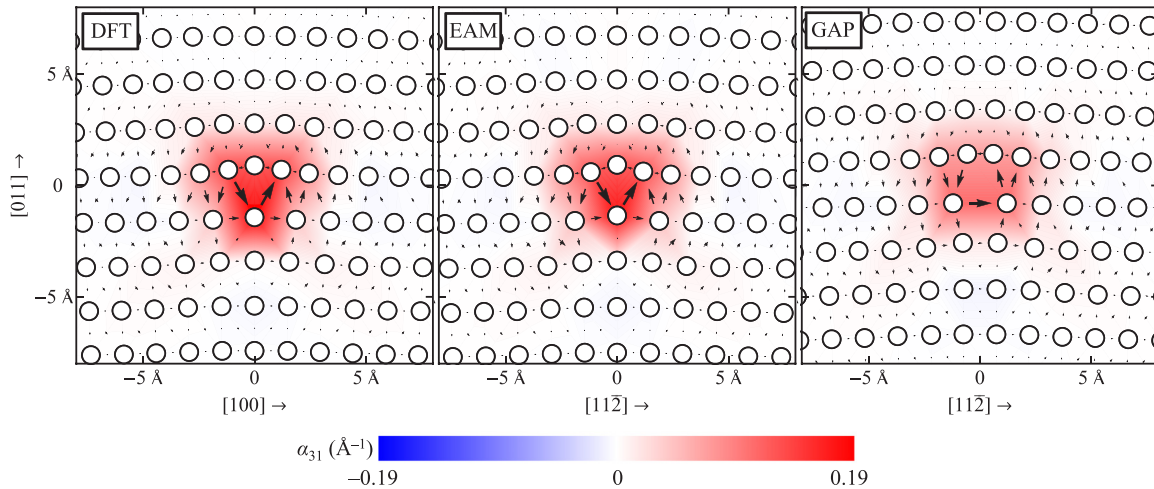 DFT EAM GAP
5 Å
0
−5 Å
[011] →
−5 Å 0 5 Å −5 Å 0 5 Å −5 Å 0 5 Å
[100] → [112̄] → [112̄] →
α₃₁ (Å⁻¹)
−0.19 0 0.19